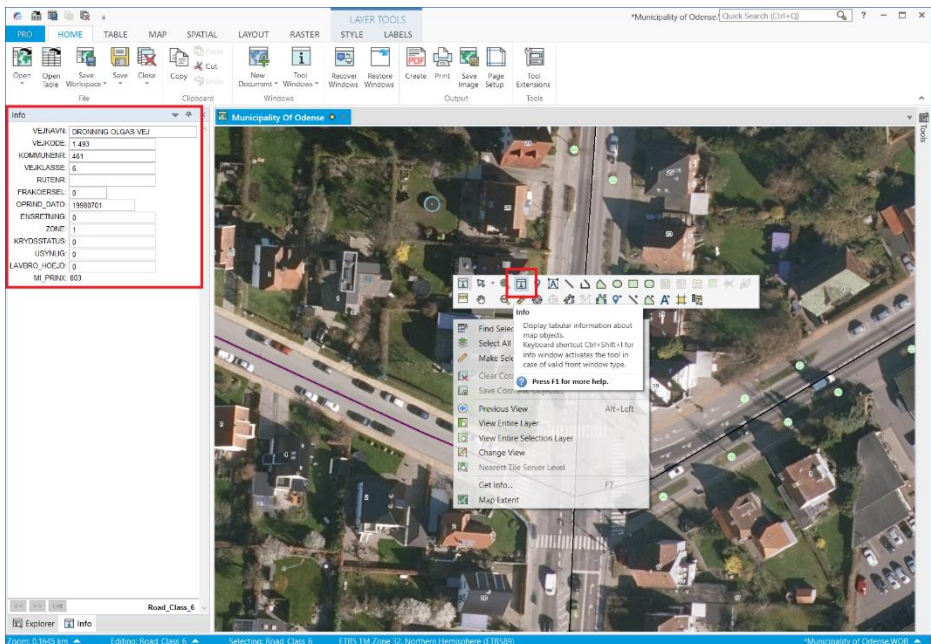 LAYER TOOLS
*Municipality of Odense. Quick Search (Ctrl+Q)
PRO HOME TABLE MAP SPATIAL LAYOUT RASTER STYLE LABELS
Paste
Cut
Undo
Open Open Table Save Workspace Save Close Copy New Document Tool Windows Recover Windows Restore Windows Create Print Save Image Page Setup Tool Extensions
File Clipboard Windows Output Tools
Info
Municipality Of Odense
Tools
VEJNAVN: DRONNING OLGAS VEJ
VEJKODE: 1.493
KOMMUNENR: 461
VEJKLASSE: 6
RUTENR:
FRAKOERSEL: 0
OPRIND_DATO: 19980701
ENSRETNING: 0
ZONE: 1
KRYDSSTATUS: 0
USYNLIG: 0
LAVBRO_HOEJD: 0
MI_PRINX: 803
Info
Display tabular information about
map objects.
Keyboard shortcut Ctrl+Shift+I for
info window activates the tool in
case of valid front window type.
Press F1 for more help.
Find Selec
Select All
Make Sele
Clear Cos
Save Cosmetic Objects...
Previous View Alt+Left
View Entire Layer
View Entire Selection Layer
Change View
Nearest Tile Server Level
Get Info... F7
Map Extent
<< >> List Road_Class_6
Explorer Info
Zoom: 0.1645 km Editing: Road_Class_6 Selecting: Road_Class_6 ETRS TM Zone 32, Northern Hemisphere (ETRS89) *Municipality of Odense.WOR